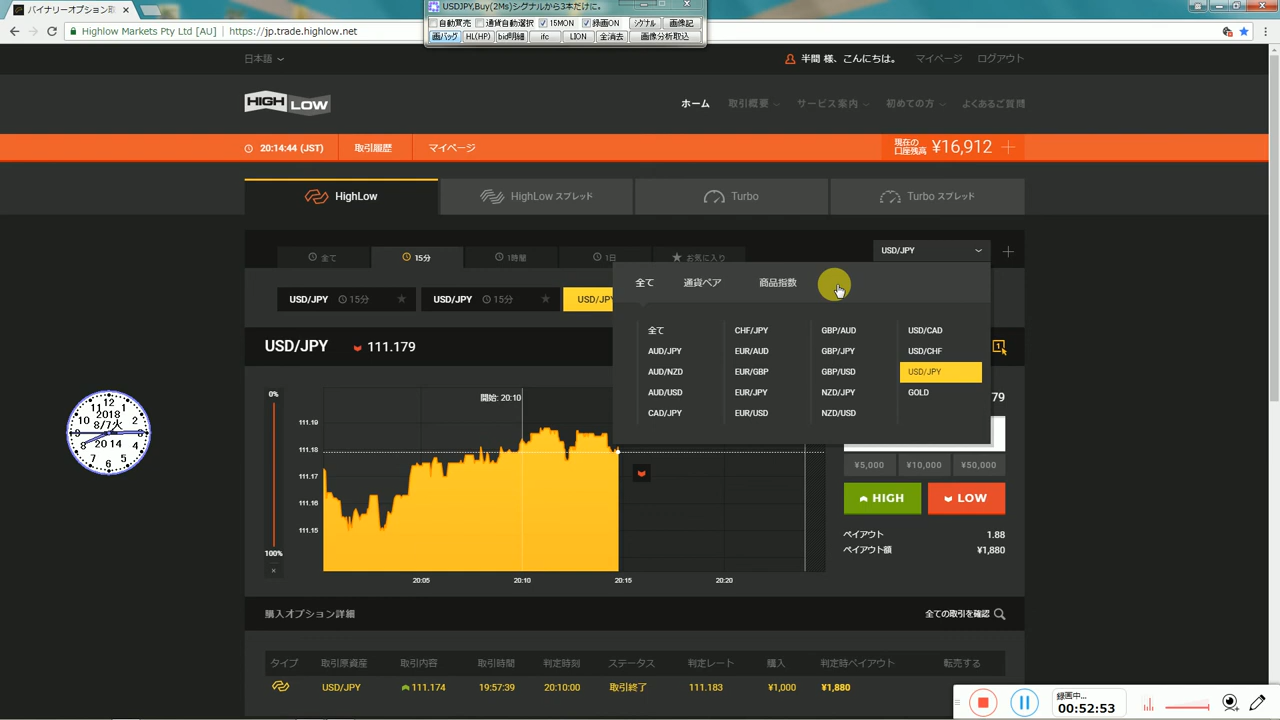 バイナリーオプション取
USDJPY,Buy(2Ms)シグナルから3本だけに。
自動買売 通貨自動選択 15MON 録画ON シグナル 画像記
画バッグ HL(HP) bid明細 ifc LION 全消去 画像分析取込
Highlow Markets Pty Ltd [AU] https://jp.trade.highlow.net
日本語
半間 様、こんにちは。 マイページ ログアウト
HIGH LOW
ホーム 取引概要 サービス案内 初めての方 よくあるご質問
20:14:44 (JST) 取引履歴 マイページ 現在の口座残高 ¥16,912
HighLow HighLow スプレッド Turbo Turbo スプレッド
全て 15分 1時間 1日 お気に入り USD/JPY
USD/JPY 15分 USD/JPY 15分 USD/J
全て 通貨ペア 商品指数
全て CHF/JPY GBP/AUD USD/CAD
AUD/JPY EUR/AUD GBP/JPY USD/CHF
AUD/NZD EUR/GBP GBP/USD USD/JPY
AUD/USD EUR/JPY NZD/JPY GOLD
CAD/JPY EUR/USD NZD/USD
USD/JPY 111.179
1
79
0%
100%
開始: 20:10
111.19
111.18
111.17
111.16
111.15
20:05 20:10 20:15 20:20
¥5,000 ¥10,000 ¥50,000
HIGH LOW
ペイアウト 1.88
ペイアウト額 ¥1,880
12 1 2 3 4 5 6 7 8 9 10 11
2018
8/7火
20 14
購入オプション詳細 全ての取引を確認
タイプ 取引原資産 取引内容 取引時間 判定時刻 ステータス 判定レート 購入 判定時ペイアウト 転売する
USD/JPY 111.174 19:57:39 20:10:00 取引終了 111.183 ¥1,000 ¥1,880
録画中...
00:52:53